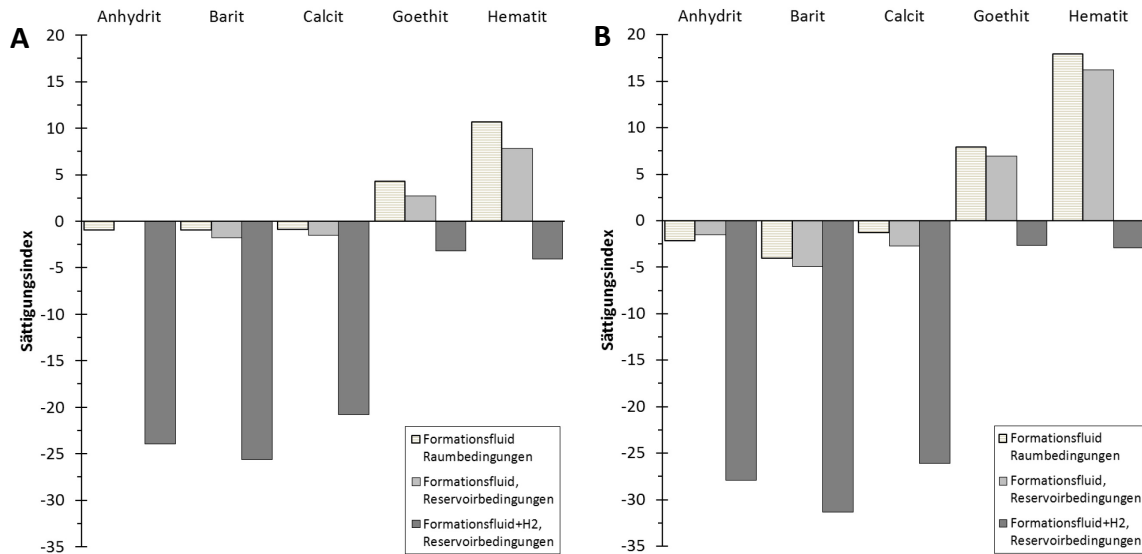 A
Anhydrit Barit Calcit Goethit Hematit
Sättigungsindex
20
15
10
5
0
-5
-10
-15
-20
-25
-30
-35
Formationsfluid
Raumbedingungen
Formationsfluid,
Reservoirbedingungen
Formationsfluid+H2,
Reservoirbedingungen
B
Anhydrit Barit Calcit Goethit Hematit
Sättigungsindex
20
15
10
5
0
-5
-10
-15
-20
-25
-30
-35
Formationsfluid
Raumbedingungen
Formationsfluid,
Reservoirbedingungen
Formationsfluid+H2,
Reservoirbedingungen